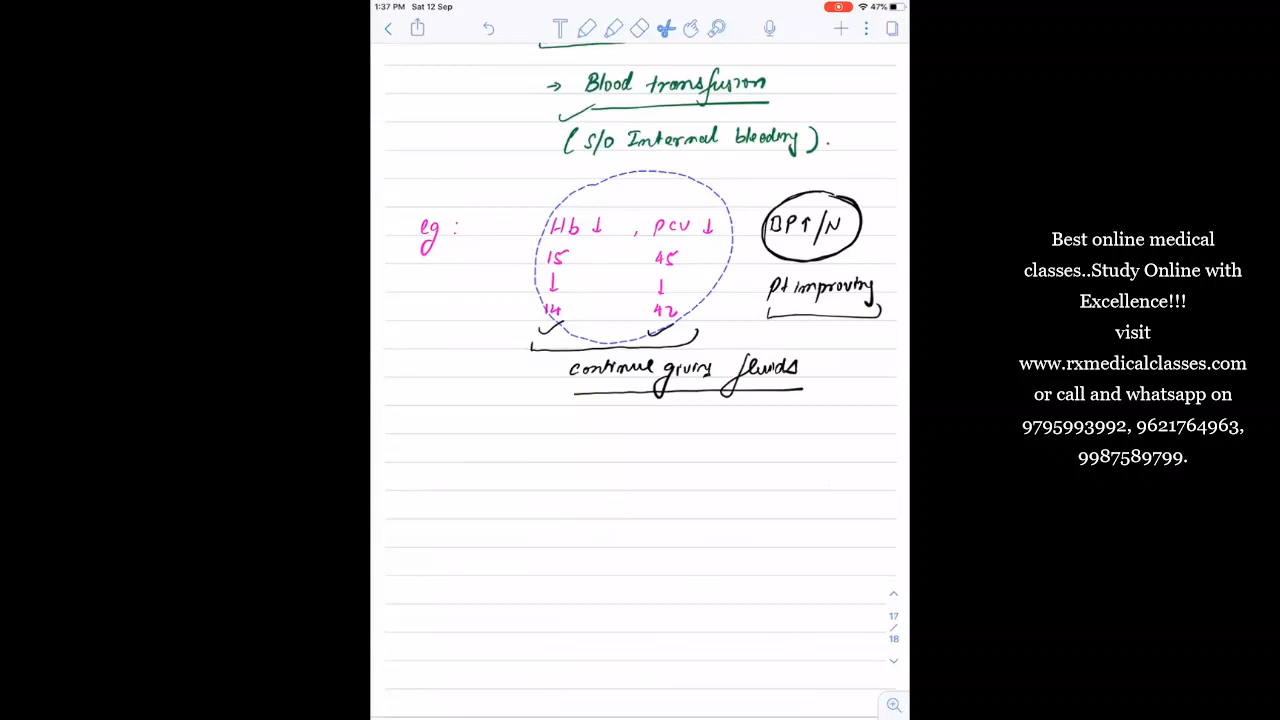 1:37 PM Sat 12 Sep
47%
→ Blood transfusion
(S/O Internal bleeding).
eg :
Hb ↓ , PCV ↓
BP↑/N
15 45
↓ ↓
Pt improving
14 42
continue giving fluids
17
/
18
Best online medical
classes..Study Online with
Excellence!!!
visit
www.rxmedicalclasses.com
or call and whatsapp on
9795993992, 9621764963,
9987589799.